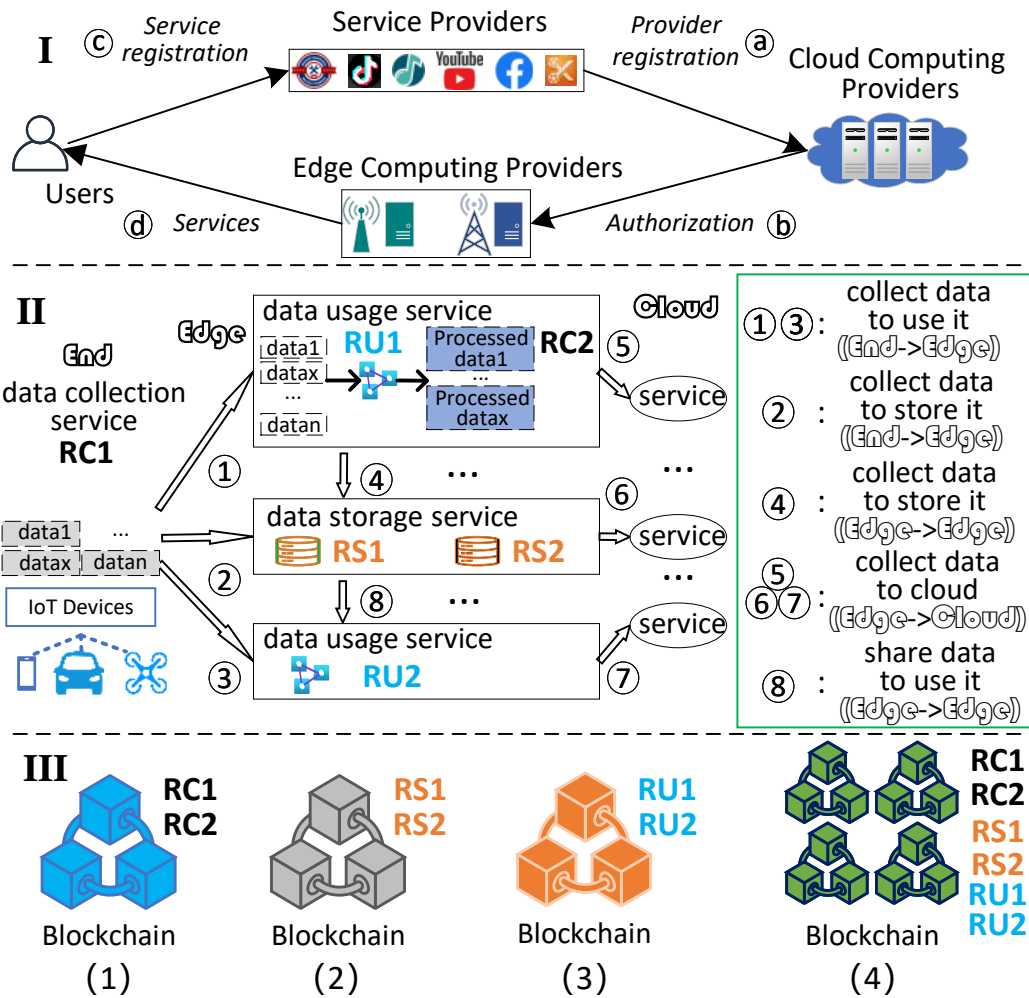 I
ⓒ
Service
registration
Service Providers
YouTube
Provider
registration
ⓐ
Cloud Computing
Providers
Users
Edge Computing Providers
ⓓ
Services
Authorization
ⓑ
II
End
data collection
service
RC1
Edge
data usage service
data1
datax
...
datan
RU1
Processed
data1
...
Processed
datax
RC2
Cloud
⑤
service
①
④
...
...
⑥
data storage service
RS1
RS2
service
data1
...
datax
datan
②
⑧
...
...
IoT Devices
③
data usage service
RU2
⑦
service
①③:
collect data
to use it
((End->Edge)
②:
collect data
to store it
((End->Edge)
④:
collect data
to store it
((Edge->Edge)
⑤
⑥⑦:
collect data
to cloud
((Edge->Cloud))
⑧:
share data
to use it
((Edge->Edge))
III
RC1
RC2
Blockchain
(1)
RS1
RS2
Blockchain
(2)
RU1
RU2
Blockchain
(3)
RC1
RC2
RS1
RS2
RU1
RU2
Blockchain
(4)